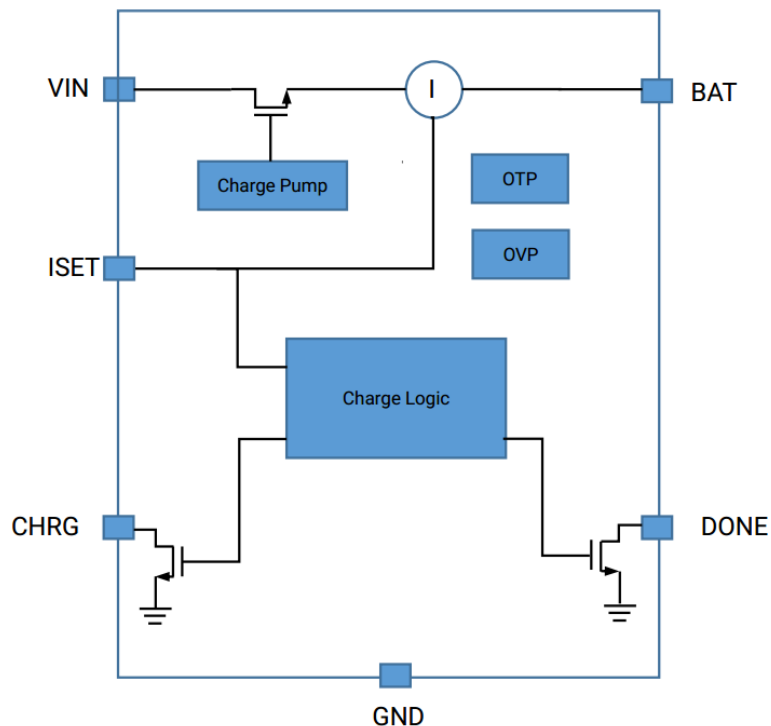 VIN
I
BAT
Charge Pump
OTP
ISET
OVP
Charge Logic
CHRG
DONE
GND